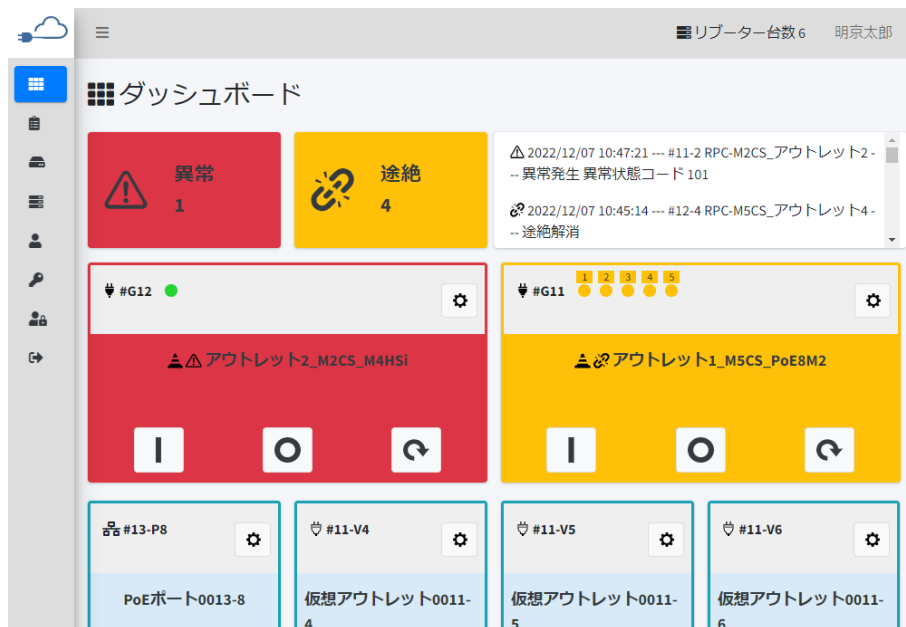 リブーター台数 6 明京太郎
ダッシュボード
異常
1
途絶
4
2022/12/07 10:47:21 --- #11-2 RPC-M2CS_アウトレット2 -
-- 異常発生 異常状態コード 101
2022/12/07 10:45:14 --- #12-4 RPC-M5CS_アウトレット4 -
-- 途絶解消
#G12
アウトレット2_M2CS_M4HSi
#G11 1 2 3 4 5
アウトレット1_M5CS_PoE8M2
#13-P8
PoEポート0013-8
#11-V4
仮想アウトレット0011-
4
#11-V5
仮想アウトレット0011-
5
#11-V6
仮想アウトレット0011-
6